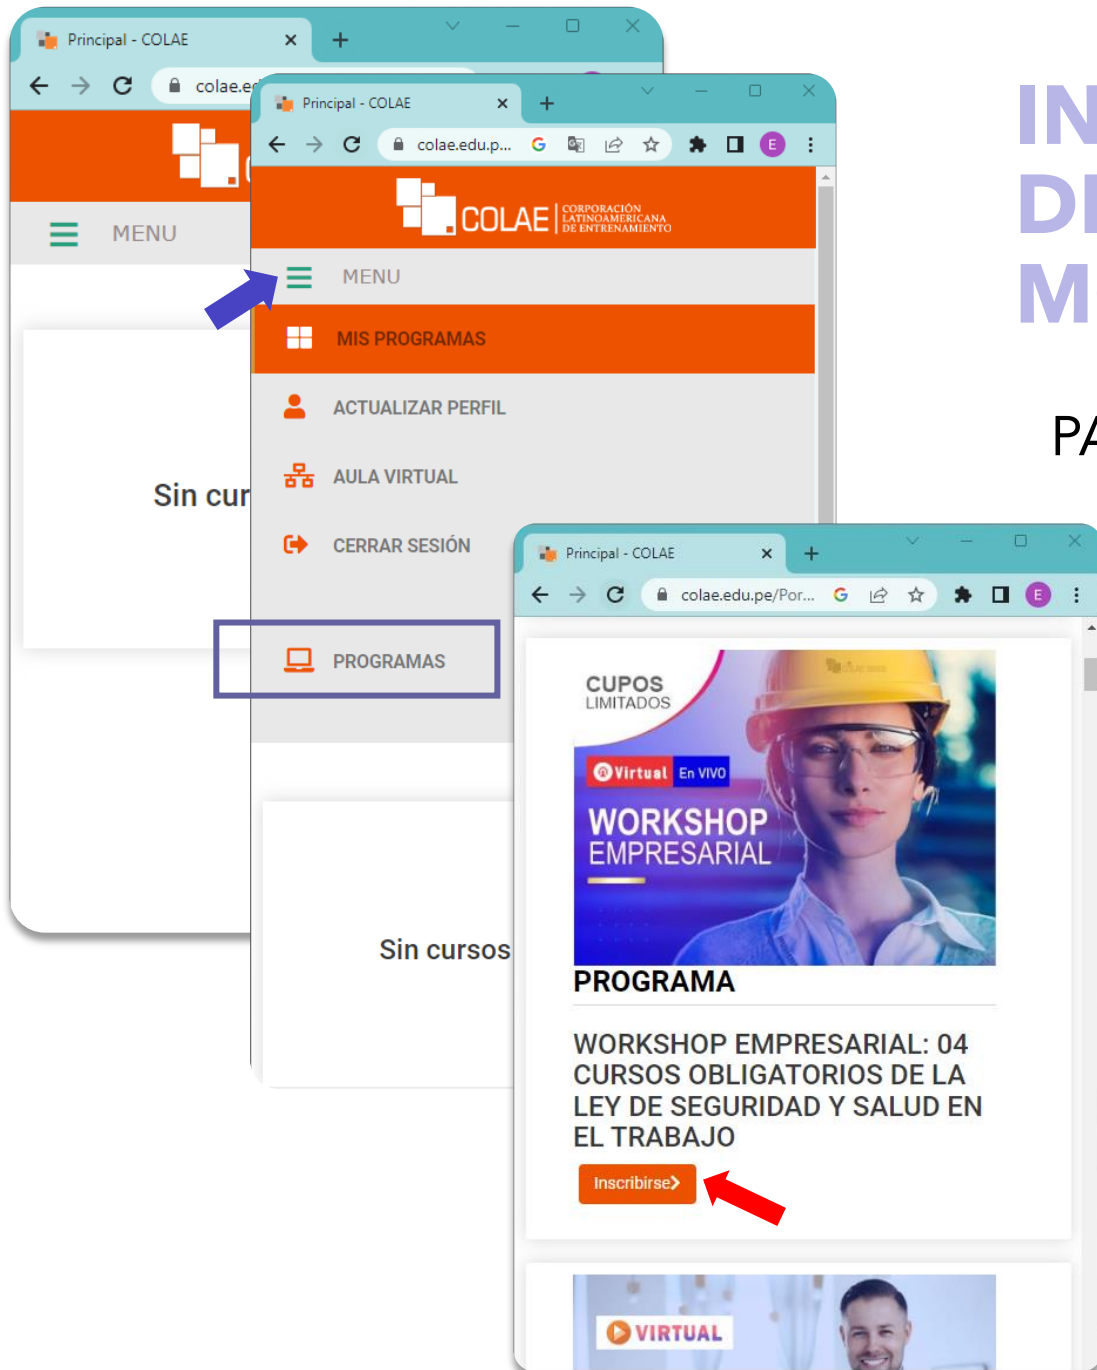 Principal - COLAE
colae.e
MENU
Sin cur
Principal - COLAE
colae.edu.p...
E
COLAE
CORPORACIÓN
LATINOAMERICANA
DE ENTRENAMIENTO
MENU
MIS PROGRAMAS
ACTUALIZAR PERFIL
AULA VIRTUAL
CERRAR SESIÓN
PROGRAMAS
Sin cursos
IN
DE
M
PA
Principal - COLAE
colae.edu.pe/Por...
E
CUPOS
LIMITADOS
Virtual En VIVO
WORKSHOP
EMPRESARIAL
PROGRAMA
WORKSHOP EMPRESARIAL: 04
CURSOS OBLIGATORIOS DE LA
LEY DE SEGURIDAD Y SALUD EN
EL TRABAJO
Inscribirse
VIRTUAL